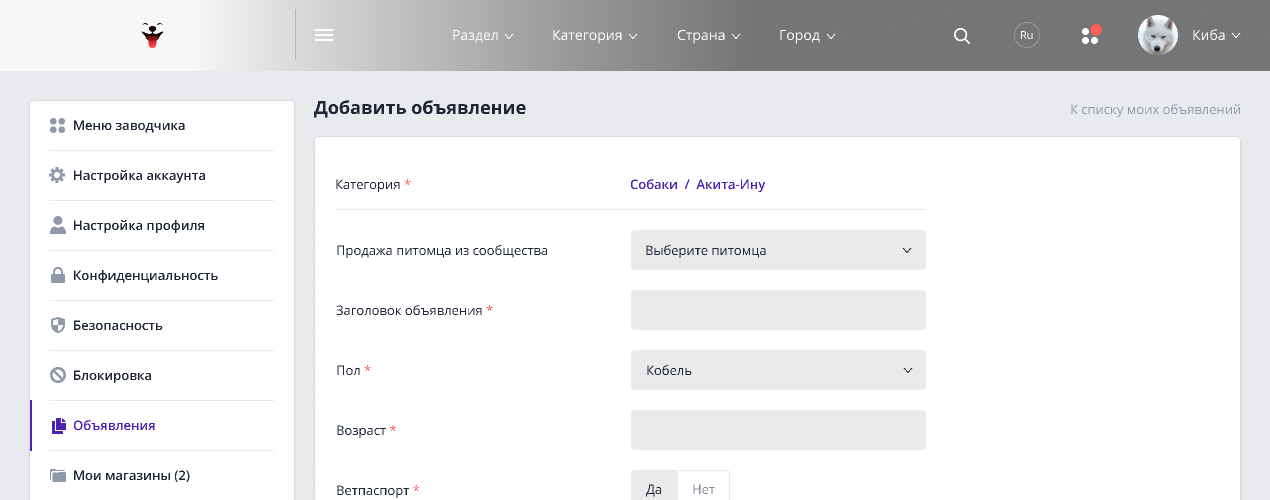 Раздел Категория Страна Город Ru Киба
Добавить объявление К списку моих объявлений
Меню заводчика
Настройка аккаунта
Настройка профиля
Конфиденциальность
Безопасность
Блокировка
Объявления
Мои магазины (2)
Категория * Собаки / Акита-Ину
Продажа питомца из сообщества Выберите питомца
Заголовок объявления *
Пол * Кобель
Возраст *
Ветпаспорт * Да Нет